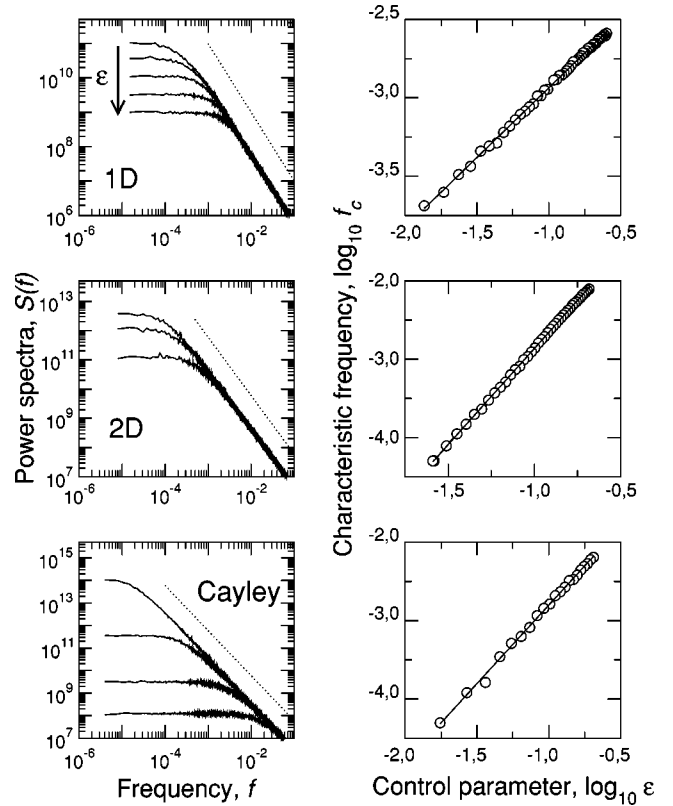 10^10
10^8
10^6
ε
1D
10^-6 10^-4 10^-2
-2,5
-3,0
-3,5
-2,0 -1,5 -1,0 -0,5
10^13
10^11
10^9
10^7
2D
10^-6 10^-4 10^-2
-2,0
-3,0
-4,0
-1,5 -1,0 -0,5
Power spectra, S(f)
Characteristic frequency, log10 fc
10^15
10^13
10^11
10^9
10^7
Cayley
10^-6 10^-4 10^-2
-2,0
-3,0
-4,0
-2,0 -1,5 -1,0 -0,5
Frequency, f
Control parameter, log10 ε